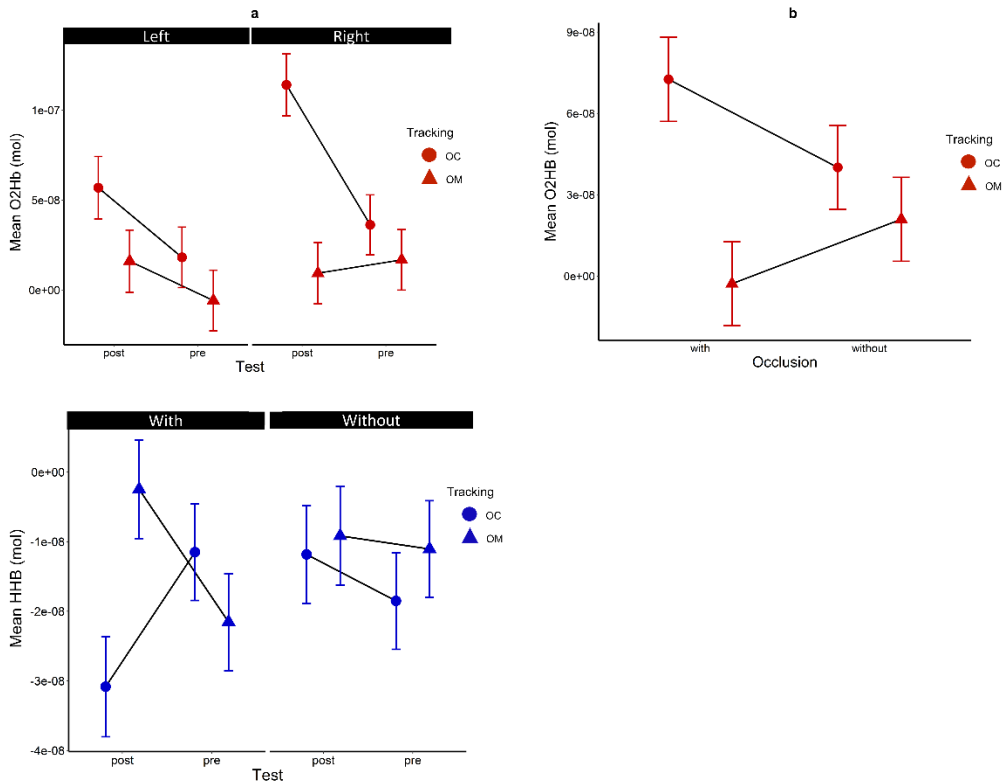 a
Left Right
Mean O2Hb (mol)
1e-07
5e-08
0e+00
post pre post pre
Test
Tracking
OC
OM
b
Mean O2HB (mol)
9e-08
6e-08
3e-08
0e+00
with without
Occlusion
Tracking
OC
OM
With Without
Mean HHB (mol)
0e+00
-1e-08
-2e-08
-3e-08
-4e-08
post pre post pre
Test
Tracking
OC
OM